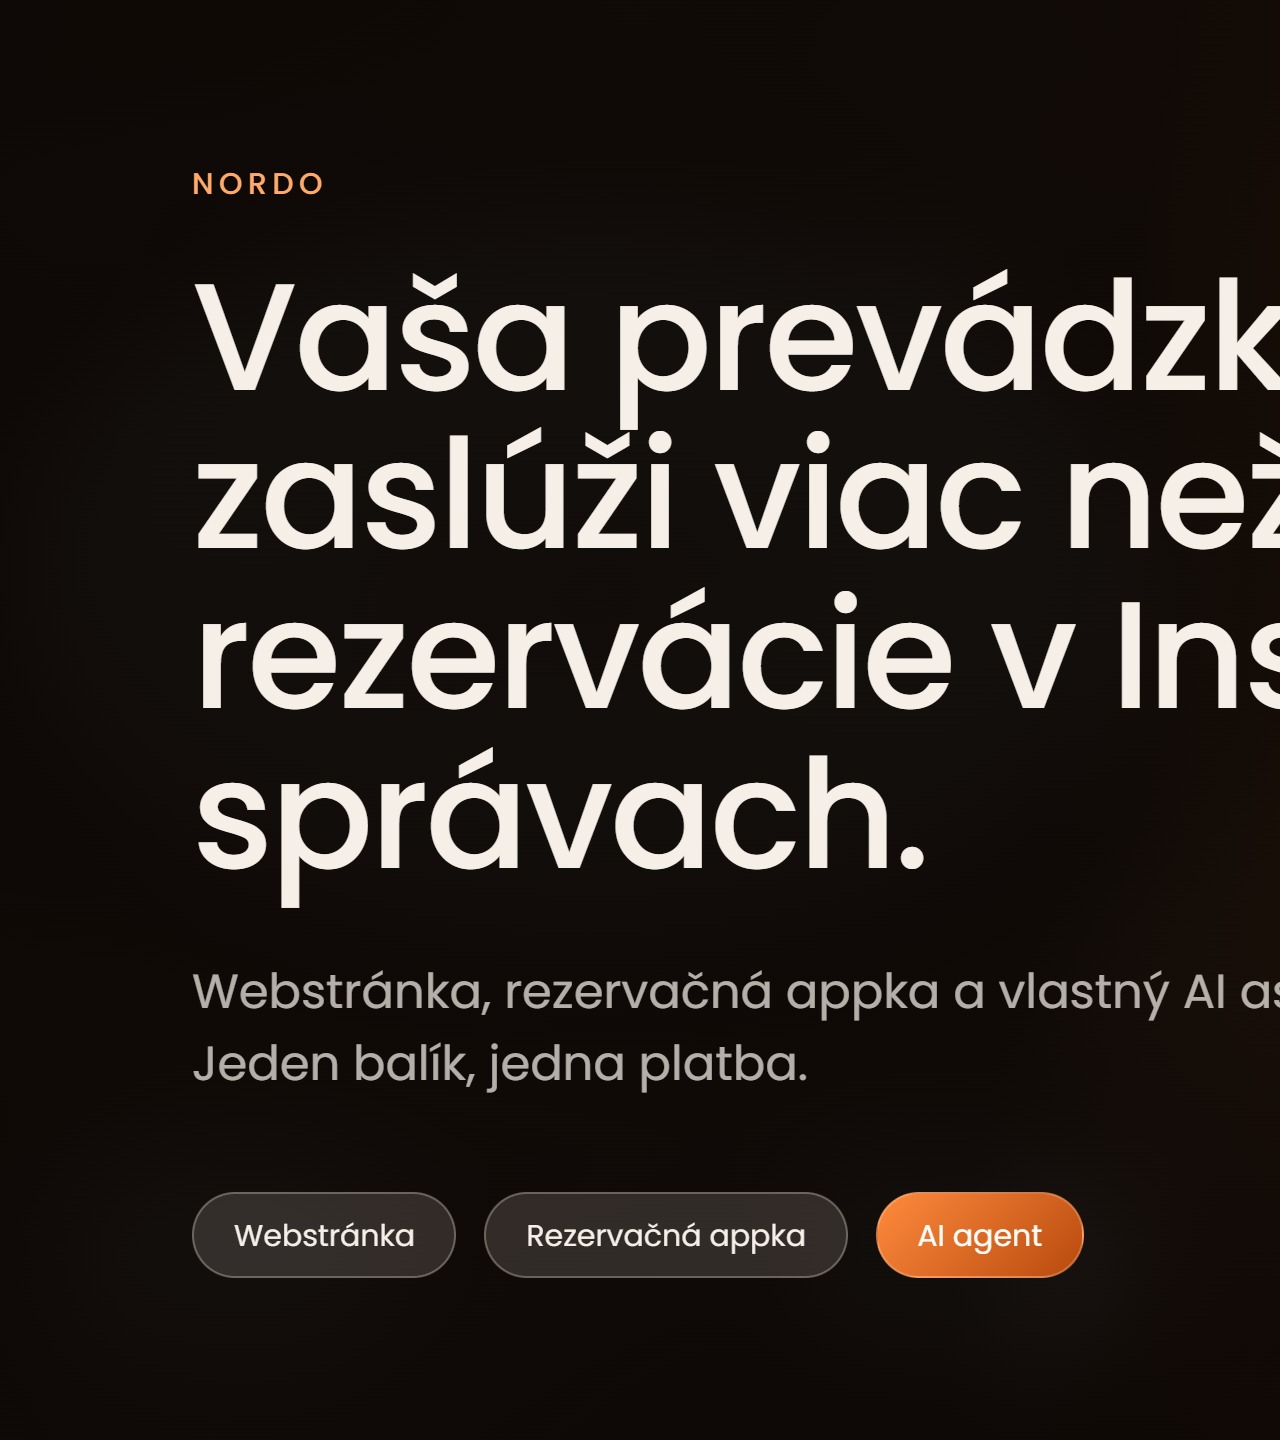 NORDO
Vaša prevádzk
zaslúži viac než
rezervácie v Ins
správach.
Webstránka, rezervačná appka a vlastný AI as
Jeden balík, jedna platba.
Webstránka
Rezervačná appka
AI agent